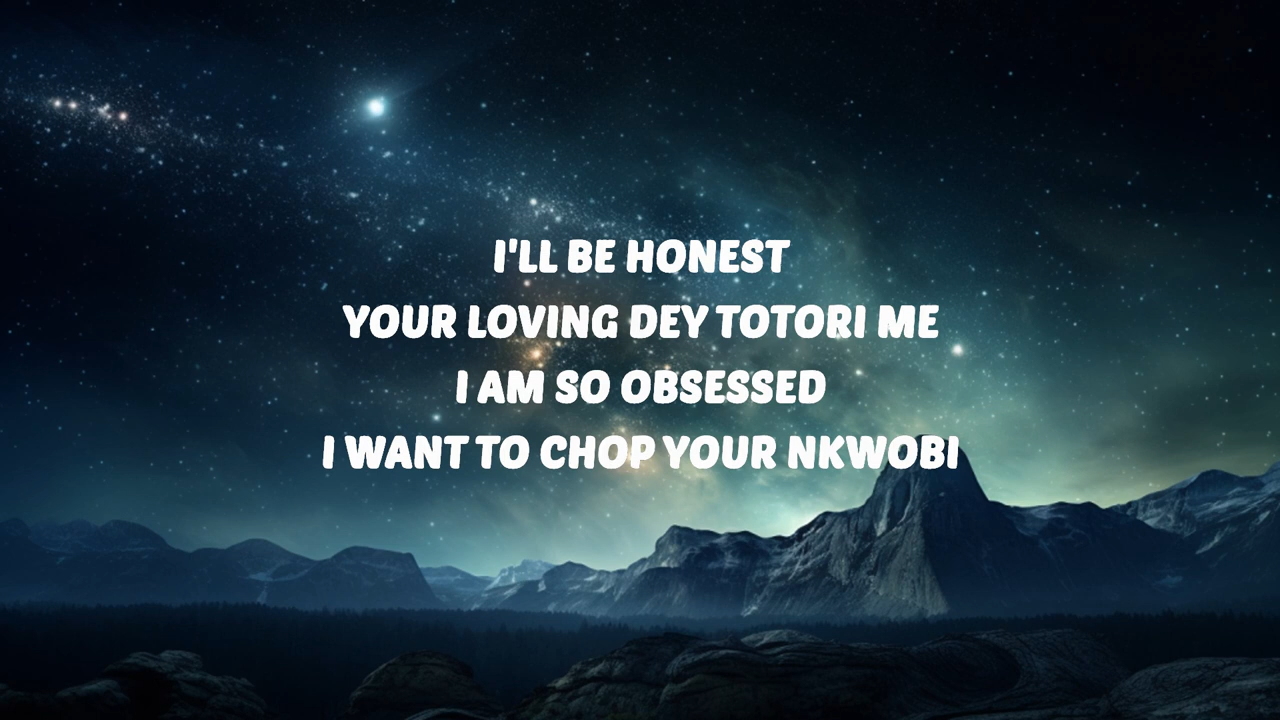 I'LL BE HONEST
YOUR LOVING DEY TOTORI ME
I AM SO OBSESSED
I WANT TO CHOP YOUR NKWOBI